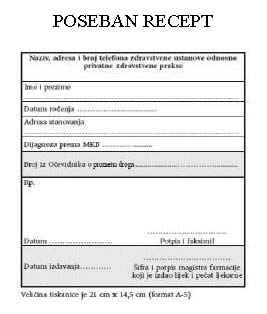 POSEBAN RECEPT
Naziv, adresa i broj telefona zdravstvene ustanove odnosno
privatne zdravstvene prakse
Ime i prezime
Datum rođenja
Adresa stanovanja
Dijagnoza prema MKB
Broj iz Očevidnika o prometu droga
Rp.
Datum
Potpis i faksimil
Datum izdavanja
Šifra i potpis magistra farmacije
koji je izdao lijek i pečat ljekarne
Veličina tiskanice je 21 cm x 14,5 cm (format A-5)